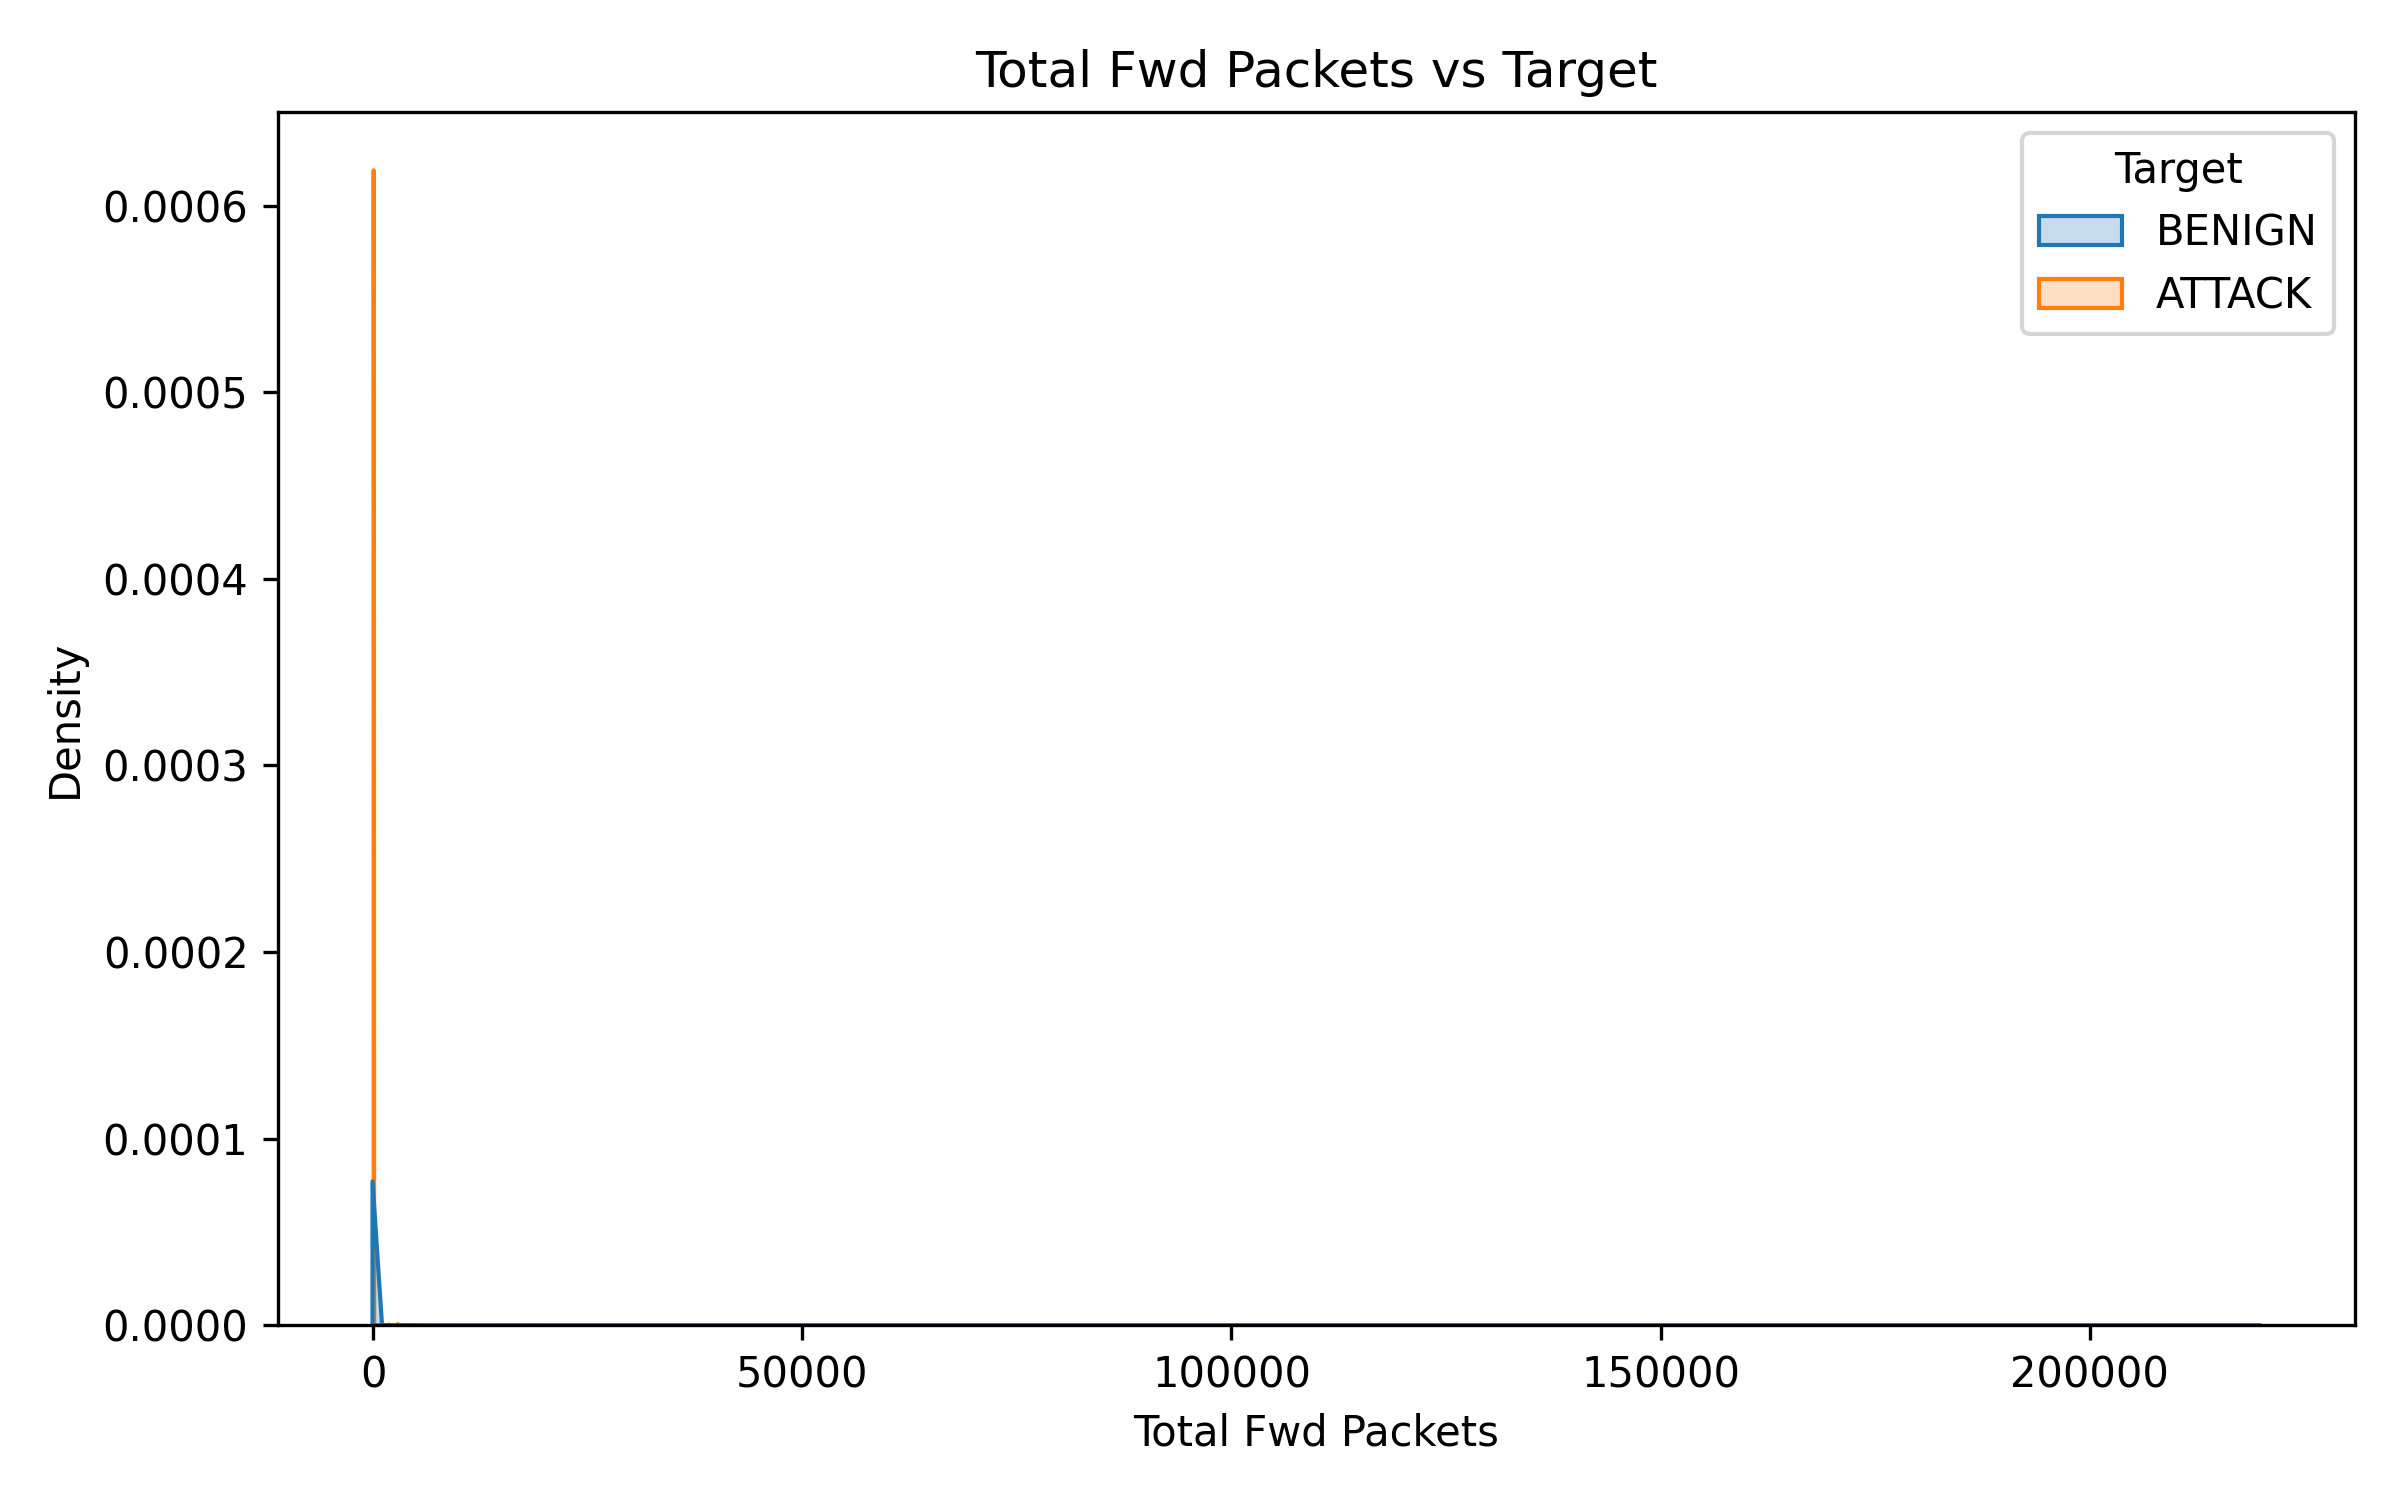 Total Fwd Packets vs Target
Target
BENIGN
ATTACK
0.0006
0.0005
0.0004
0.0003
0.0002
0.0001
0.0000
Density
0 50000 100000 150000 200000
Total Fwd Packets